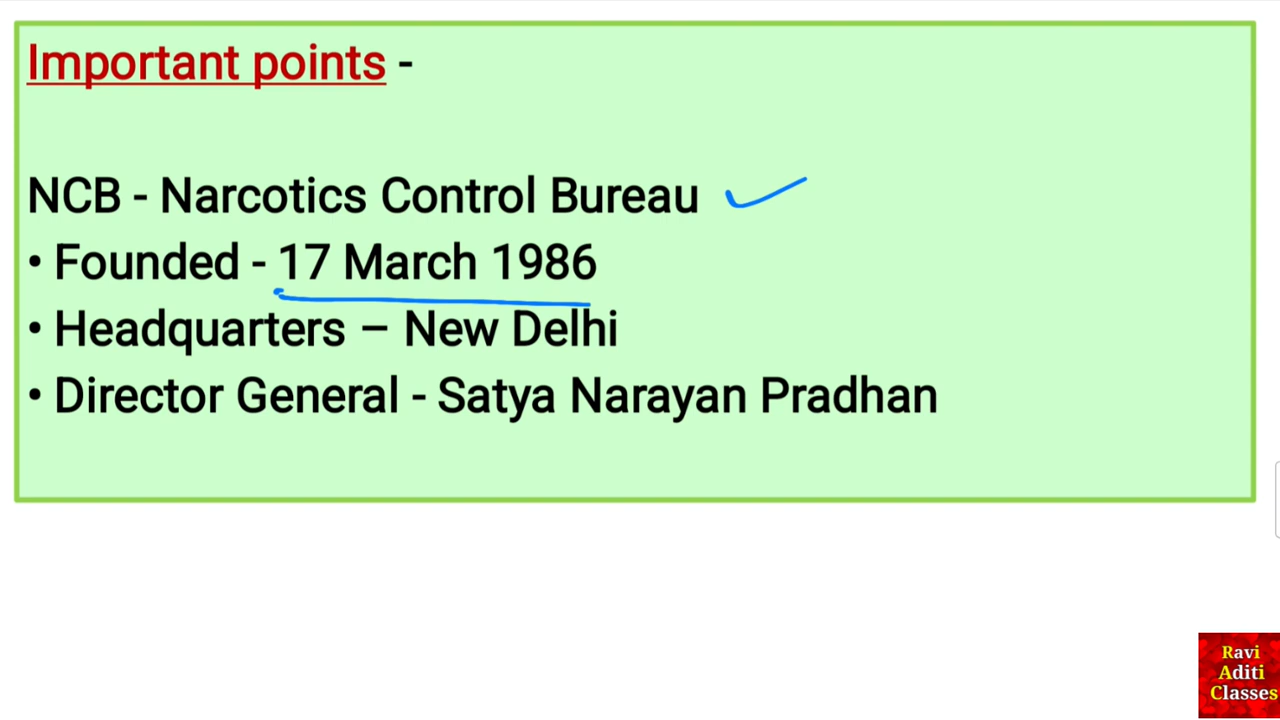 Important points -
NCB - Narcotics Control Bureau
• Founded - 17 March 1986
• Headquarters – New Delhi
• Director General - Satya Narayan Pradhan
Ravi
Aditi
Classes